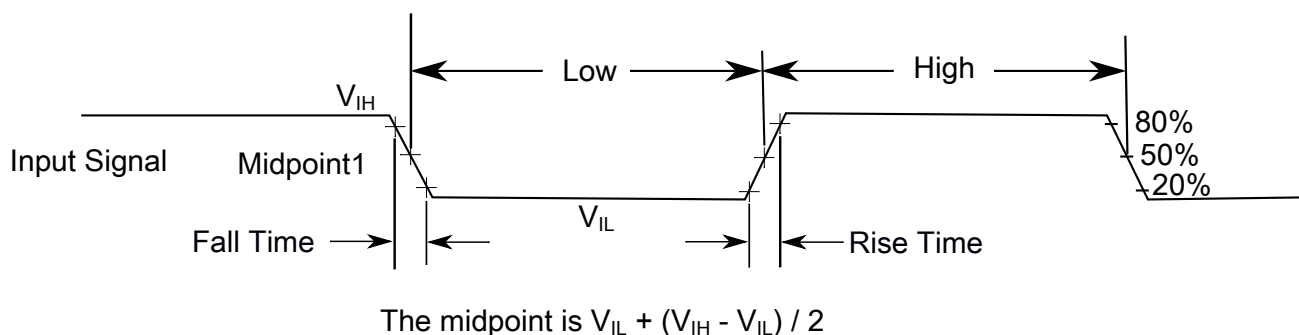 Low
High
VIH
80%
Input Signal
Midpoint1
50%
20%
VIL
Fall Time
Rise Time
The midpoint is VIL + (VIH - VIL) / 2